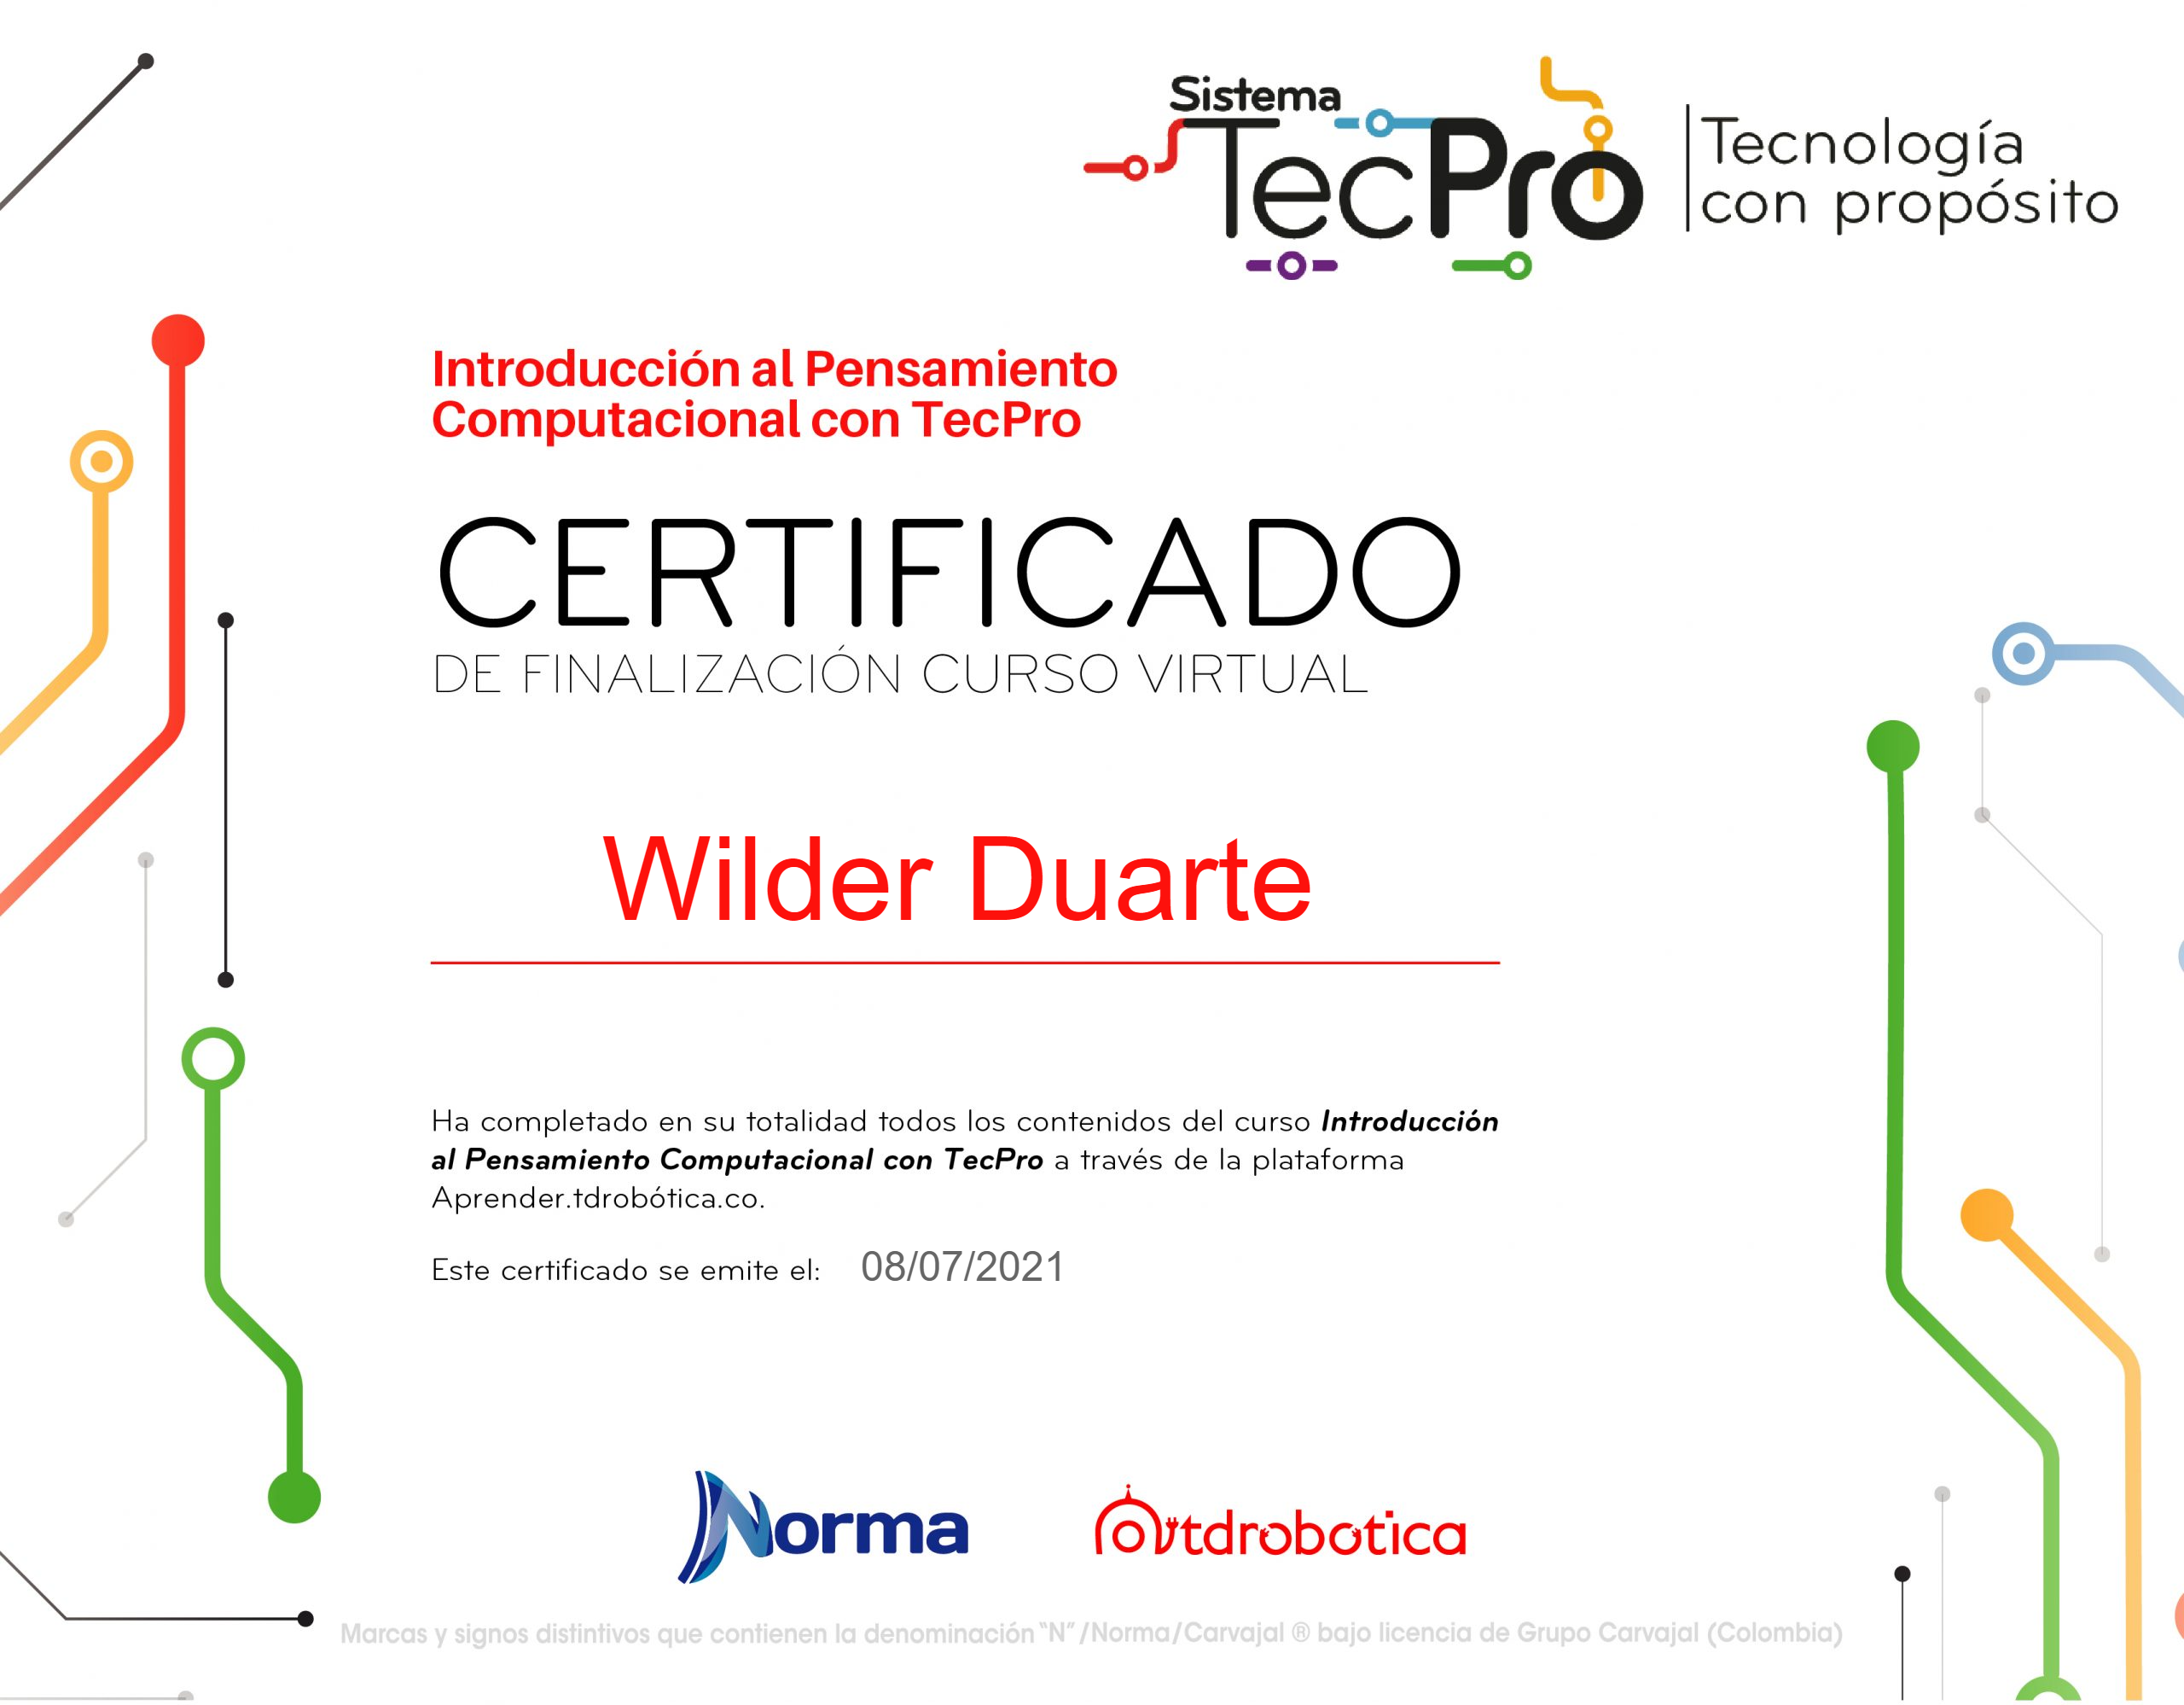 Sistema
TecPro
Tecnología
con propósito
Introducción al Pensamiento
Computacional con TecPro
CERTIFICADO
DE FINALIZACIÓN CURSO VIRTUAL
Wilder Duarte
Ha completado en su totalidad todos los contenidos del curso Introducción
al Pensamiento Computacional con TecPro a través de la plataforma
Aprender.tdrobótica.co.
Este certificado se emite el: 08/07/2021
Norma
tdrobotica
Marcas y signos distintivos que contienen la denominación “N”/Norma/Carvajal ® bajo licencia de Grupo Carvajal (Colombia)